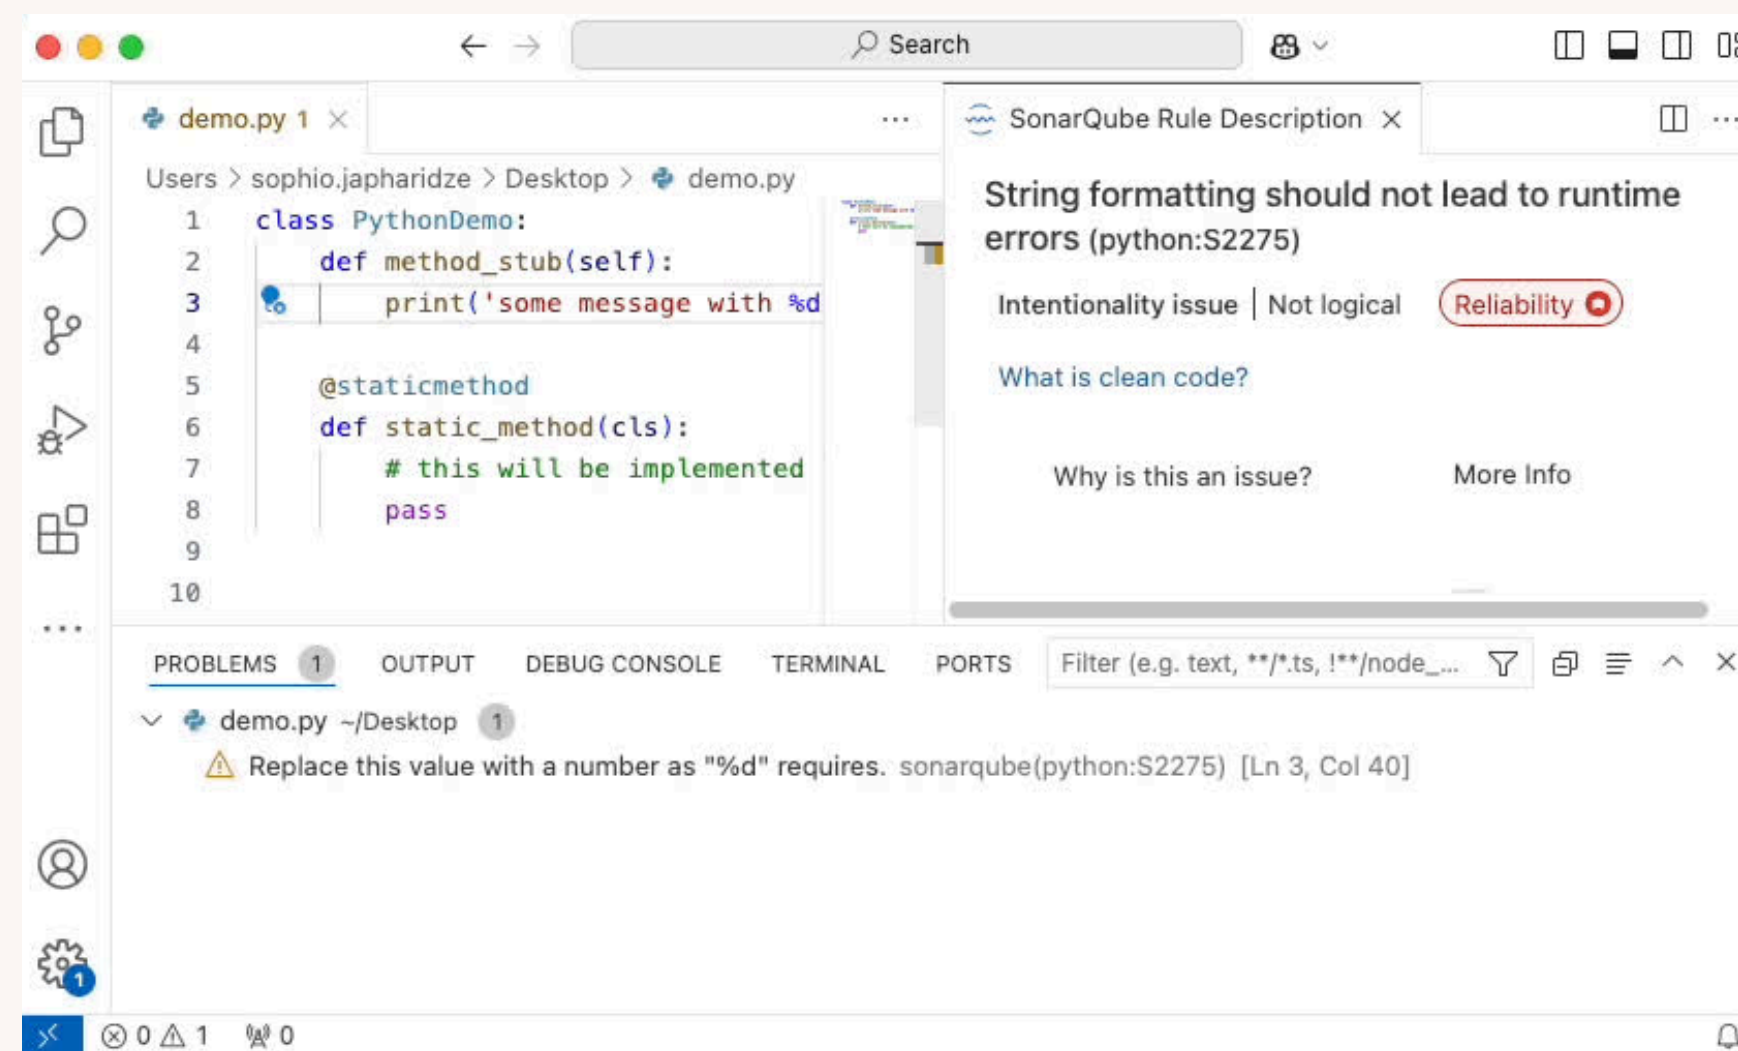 Search
demo.py 1
SonarQube Rule Description
Users > sophio.japharidze > Desktop > demo.py
1 class PythonDemo:
2 def method_stub(self):
3 print('some message with %d
4
5 @staticmethod
6 def static_method(cls):
7 # this will be implemented
8 pass
9
10
String formatting should not lead to runtime
errors (python:S2275)
Intentionality issue | Not logical Reliability
What is clean code?
Why is this an issue? More Info
PROBLEMS 1 OUTPUT DEBUG CONSOLE TERMINAL PORTS Filter (e.g. text, **/*.ts, !**/node_...
demo.py ~/Desktop 1
Replace this value with a number as "%d" requires. sonarqube(python:S2275) [Ln 3, Col 40]
1
0 1 0